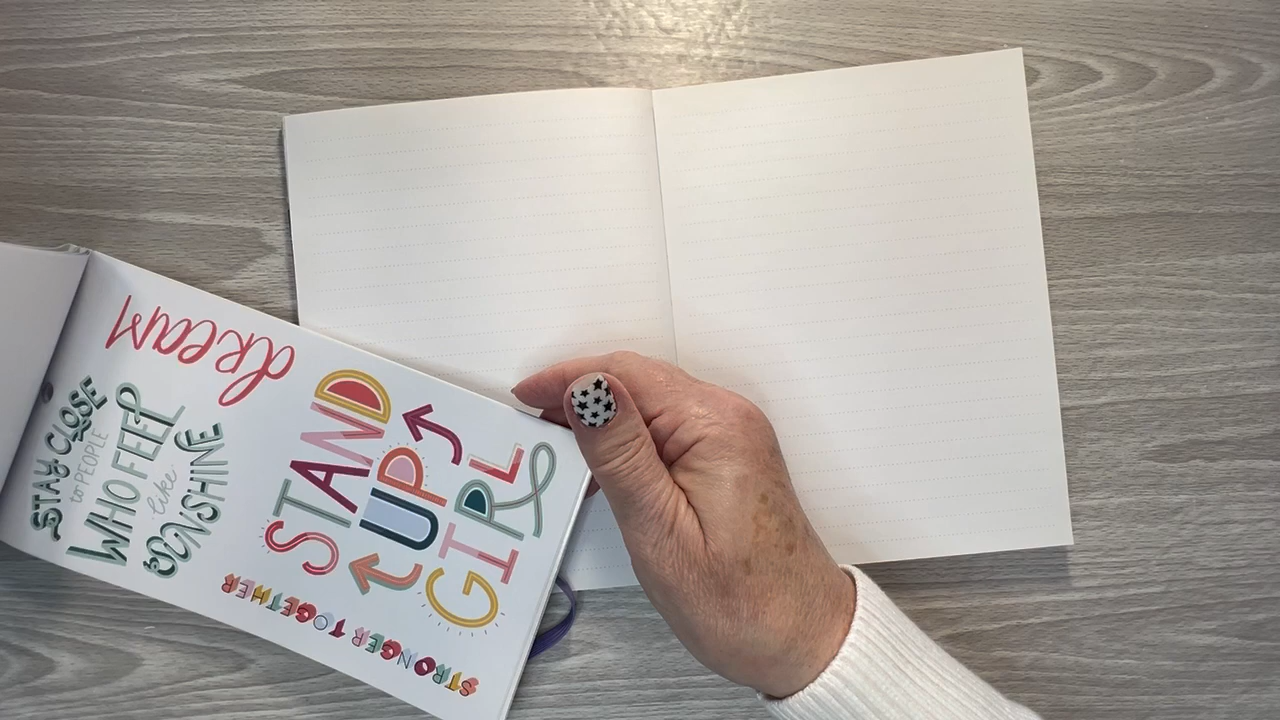 dream
STAY CLOSE
to PEOPLE
WHO FEEL
like
SUNSHINE
STAND
UP
GIRL
STRONGER TOGETHER